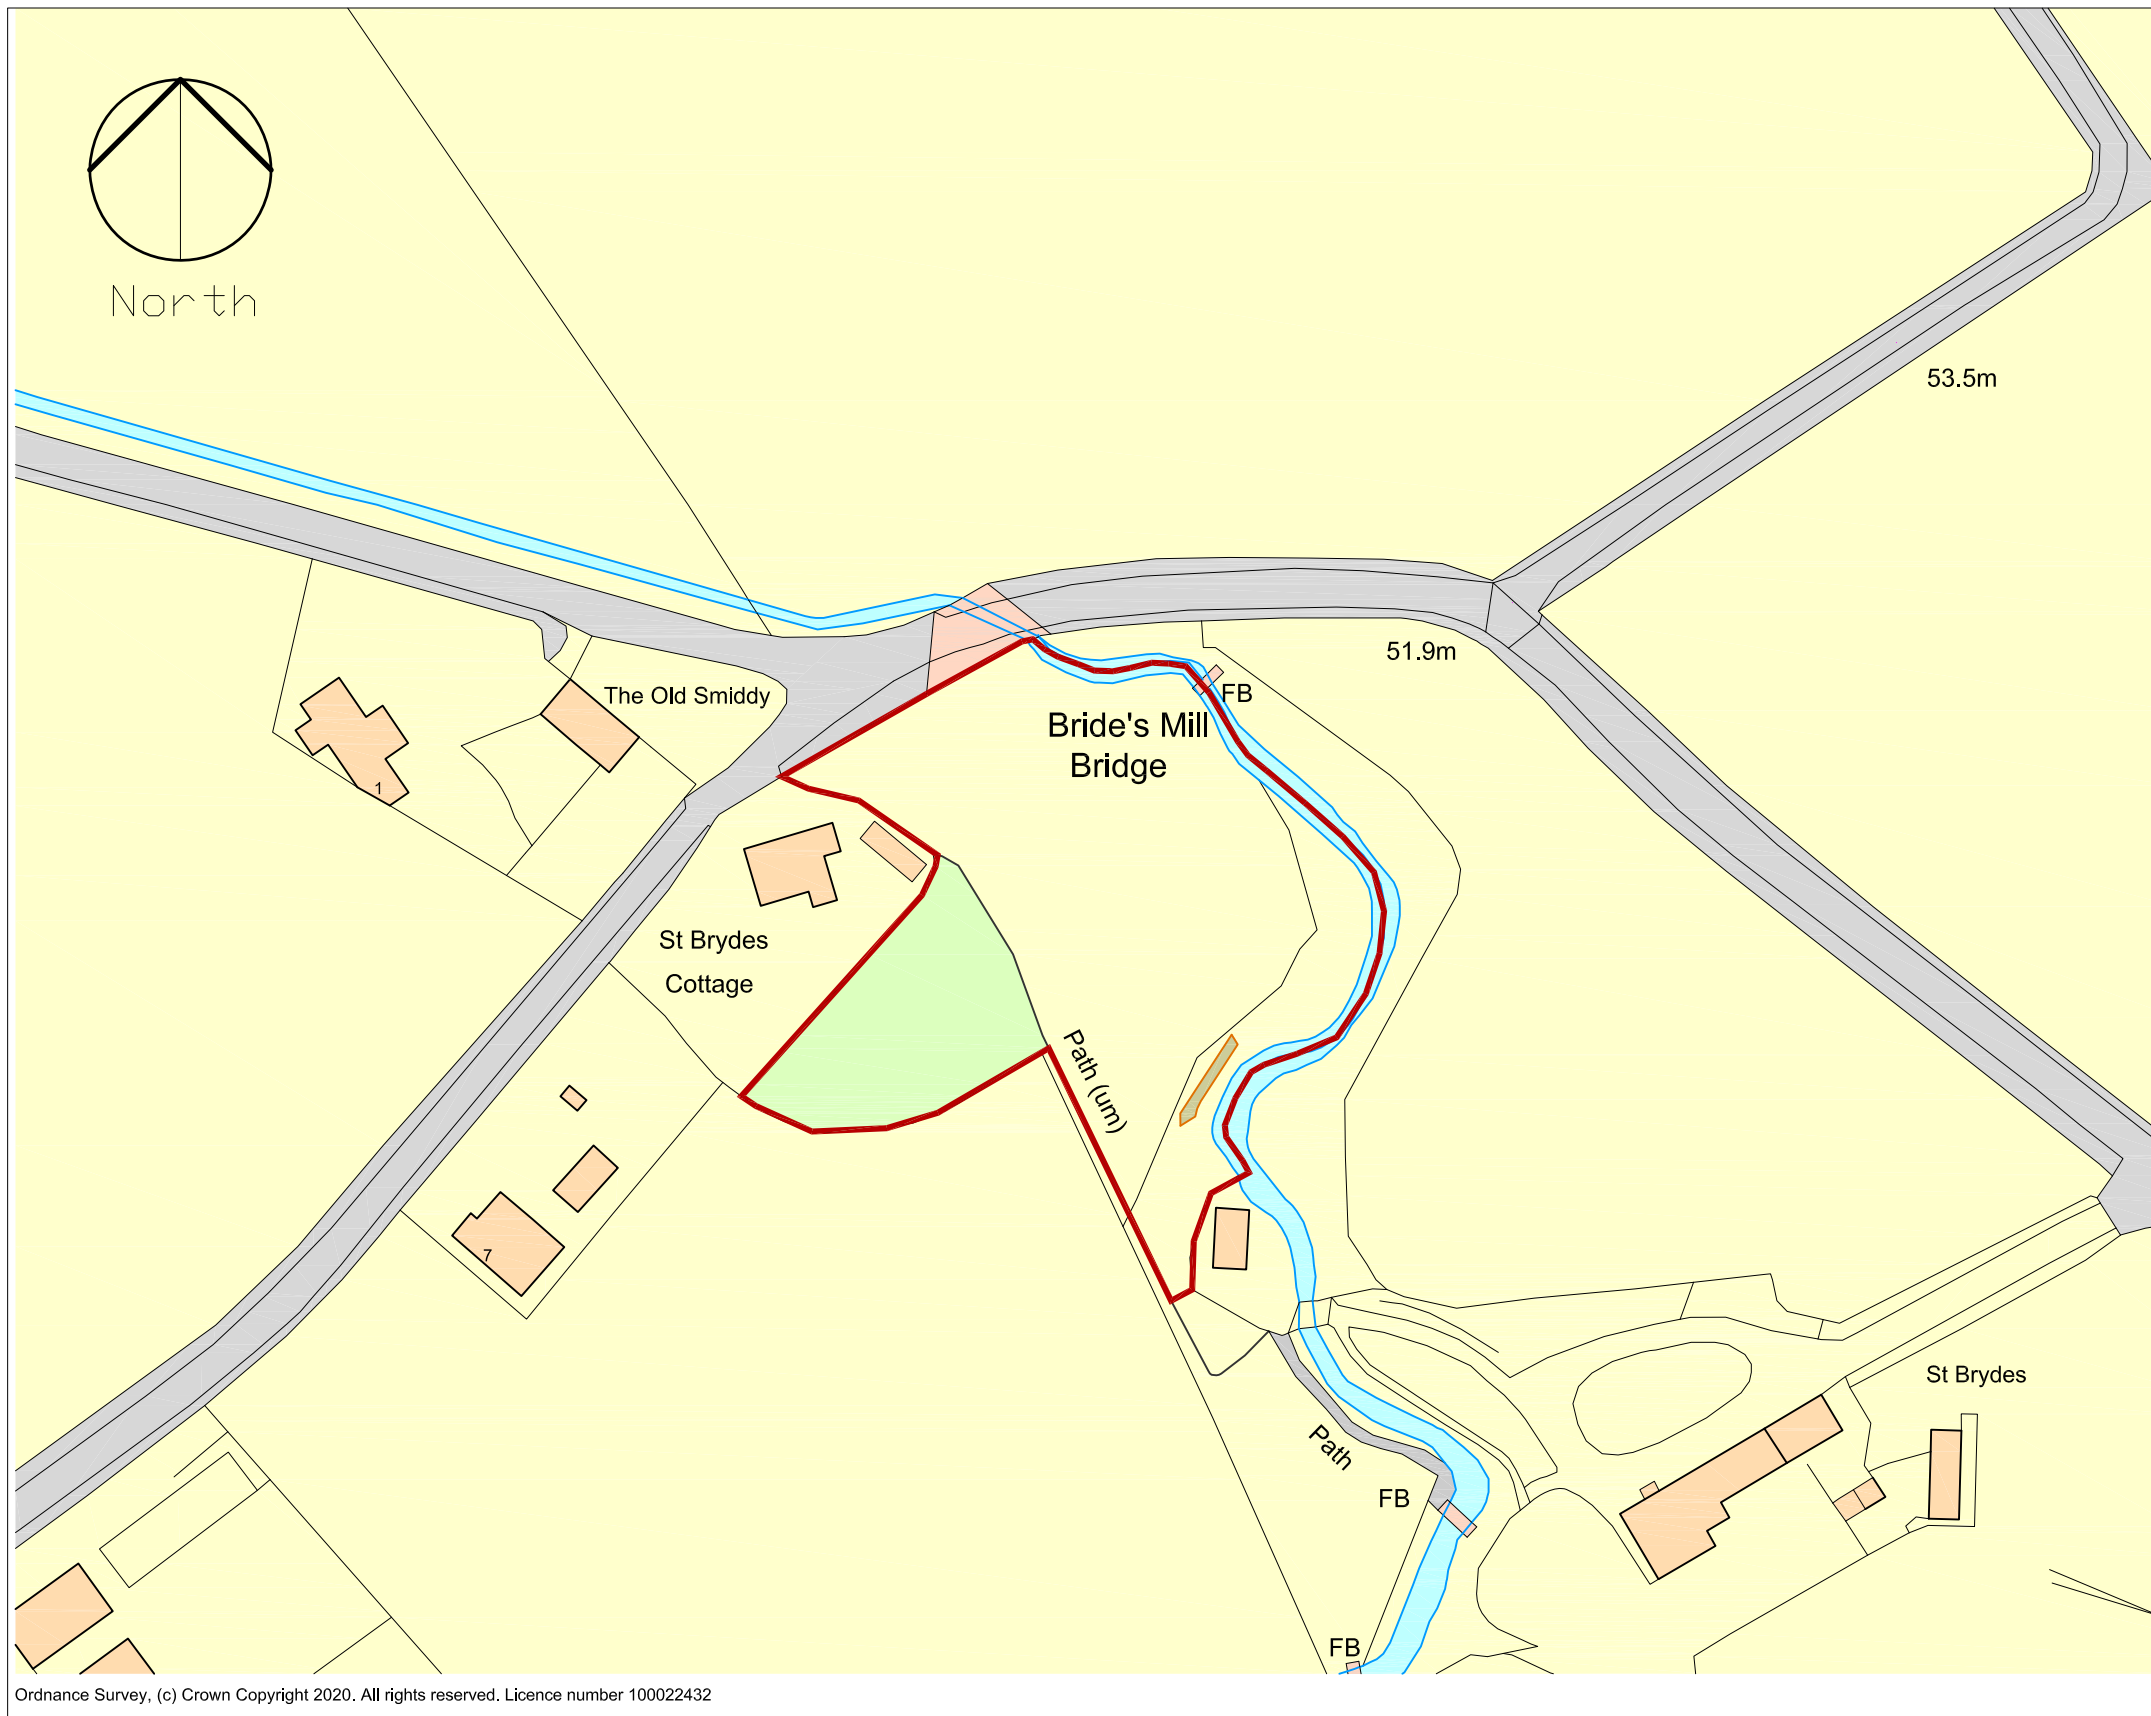 North
53.5m
51.9m
The Old Smiddy
FB
Bride's Mill
Bridge
1
St Brydes
Cottage
Path (um)
7
St Brydes
Path
FB
FB
Ordnance Survey, (c) Crown Copyright 2020. All rights reserved. Licence number 100022432